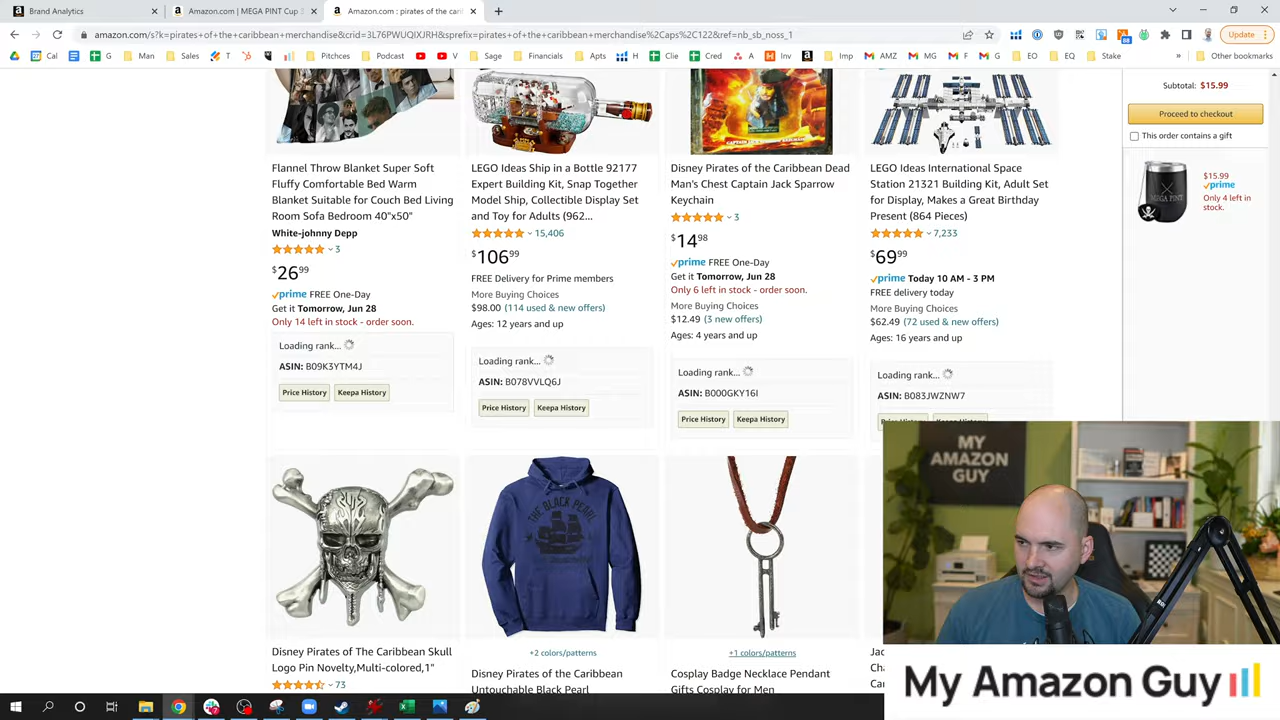 Brand Analytics
Amazon.com | MEGA PINT Cup 3
Amazon.com : pirates of the cari
amazon.com/s?k=pirates+of+the+caribbean+merchandise&crid=3L76PWUQIXJRH&sprefix=pirates+of+the+caribbean+merchandise%2Caps%2C122&ref=nb_sb_noss_1
Update
Cal
G
Man
Sales
T
Pitchces
Podcast
V
Sage
Financials
Apts
H
Clie
Cred
A
Inv
Imp
AMZ
MG
F
G
EO
EQ
Stake
Other bookmarks
Flannel Throw Blanket Super Soft
Fluffy Comfortable Bed Warm
Blanket Suitable for Couch Bed Living
Room Sofa Bedroom 40"x50"
White-johnny Depp
3
$26 99
prime FREE One-Day
Get it Tomorrow, Jun 28
Only 14 left in stock - order soon.
Loading rank...
ASIN: B09K3YTM4J
Price History
Keepa History
LEGO Ideas Ship in a Bottle 92177
Expert Building Kit, Snap Together
Model Ship, Collectible Display Set
and Toy for Adults (962...
15,406
$106 99
FREE Delivery for Prime members
More Buying Choices
$98.00 (114 used & new offers)
Ages: 12 years and up
Loading rank...
ASIN: B078VVLQ6J
Price History
Keepa History
Disney Pirates of the Caribbean Dead
Man's Chest Captain Jack Sparrow
Keychain
3
$14 98
prime FREE One-Day
Get it Tomorrow, Jun 28
Only 6 left in stock - order soon.
More Buying Choices
$12.49 (3 new offers)
Ages: 4 years and up
Loading rank...
ASIN: B000GKY16I
Price History
Keepa History
LEGO Ideas International Space
Station 21321 Building Kit, Adult Set
for Display, Makes a Great Birthday
Present (864 Pieces)
7,233
$69 99
prime Today 10 AM - 3 PM
FREE delivery today
More Buying Choices
$62.49 (72 used & new offers)
Ages: 16 years and up
Loading rank...
ASIN: B083JWZNW7
Subtotal: $15.99
Proceed to checkout
This order contains a gift
MEGA PINT
$15.99
prime
Only 4 left in
stock.
THE BLACK PEARL
Disney Pirates of The Caribbean Skull
Logo Pin Novelty,Multi-colored,1"
73
+2 colors/patterns
Disney Pirates of the Caribbean
Untouchable Black Pearl
+1 colors/patterns
Cosplay Badge Necklace Pendant
Gifts Cosplay for Men
MY
AMAZON
GUY
My Amazon Guy